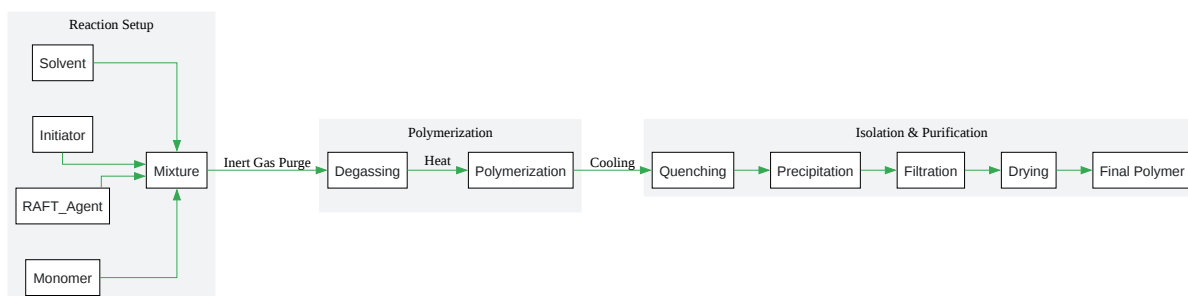 Reaction Setup
Solvent
Initiator
Mixture
RAFT_Agent
Monomer
Inert Gas Purge
Polymerization
Degassing
Heat
Polymerization
Cooling
Isolation & Purification
Quenching
Precipitation
Filtration
Drying
Final Polymer